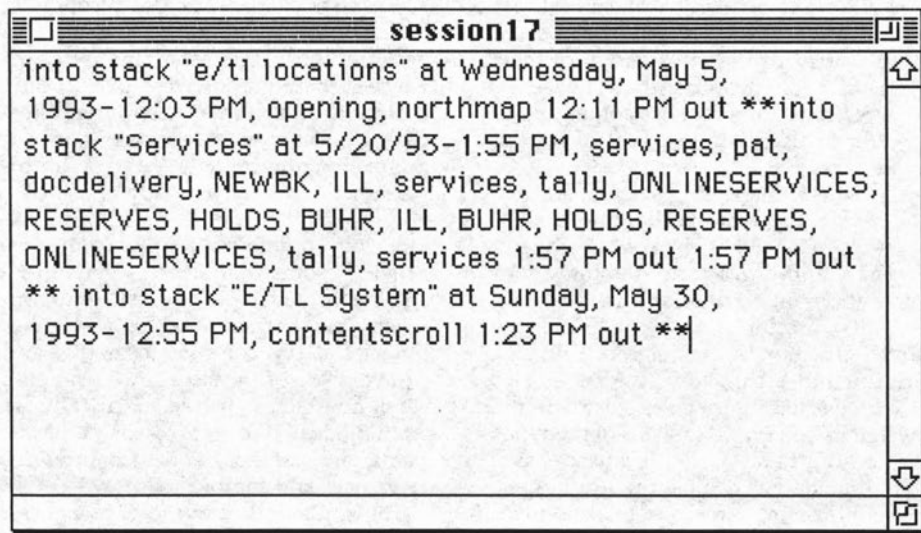 session17
into stack "e/tl locations" at Wednesday, May 5,
1993-12:03 PM, opening, northmap 12:11 PM out **into
stack "Services" at 5/20/93-1:55 PM, services, pat,
docdelivery, NEWBK, ILL, services, tally, ONLINESERVICES,
RESERVES, HOLDS, BUHR, ILL, BUHR, HOLDS, RESERVES,
ONLINESERVICES, tally, services 1:57 PM out 1:57 PM out
** into stack "E/TL System" at Sunday, May 30,
1993-12:55 PM, contentscroll 1:23 PM out **